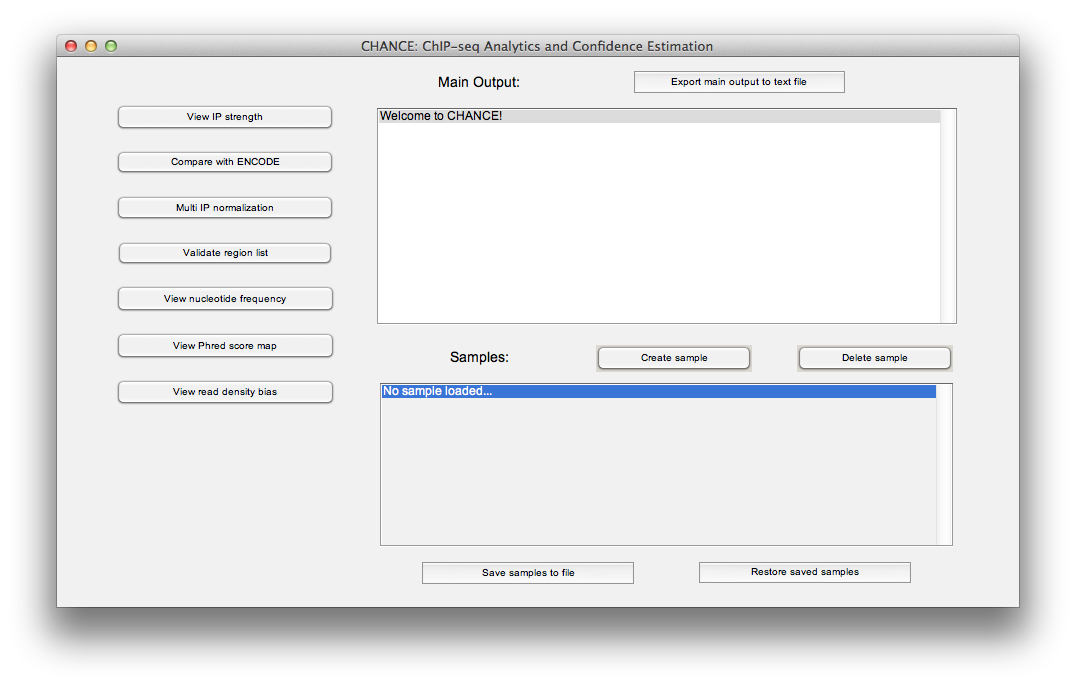 CHANCE: ChIP-seq Analytics and Confidence Estimation
Main Output:
Export main output to text file
View IP strength
Compare with ENCODE
Multi IP normalization
Validate region list
View nucleotide frequency
View Phred score map
View read density bias
Welcome to CHANCE!
Samples:
Create sample
Delete sample
No sample loaded...
Save samples to file
Restore saved samples